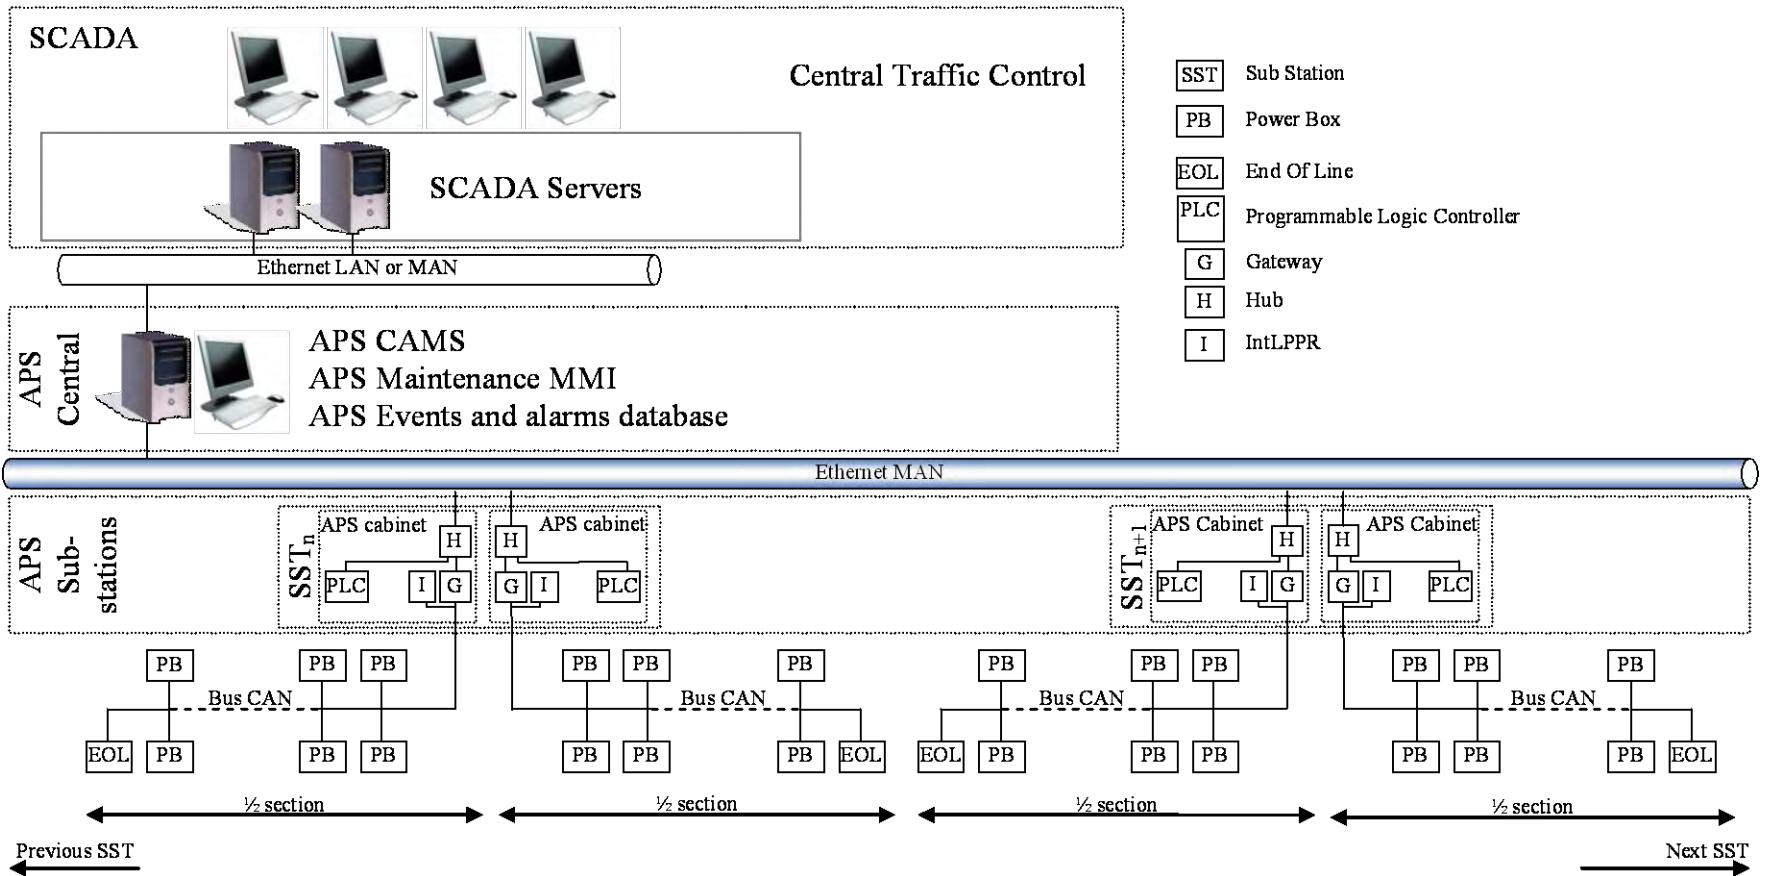 SCADA
Central Traffic Control
SCADA Servers
Ethernet LAN or MAN
SST Sub Station
PB Power Box
EOL End Of Line
PLC Programmable Logic Controller
G Gateway
H Hub
I IntLPPR
APS Central
APS CAMS
APS Maintenance MMI
APS Events and alarms database
Ethernet MAN
APS Sub-stations
SSTn
APS cabinet
H
PLC
I
G
APS cabinet
H
G
I
PLC
SSTn+1
APS Cabinet
H
PLC
I
G
APS Cabinet
H
G
I
PLC
PB PB PB PB PB PB PB PB PB PB PB PB
Bus CAN Bus CAN Bus CAN Bus CAN
EOL PB PB PB PB PB PB EOL EOL PB PB PB PB PB PB EOL
½ section ½ section ½ section ½ section
Previous SST
Next SST